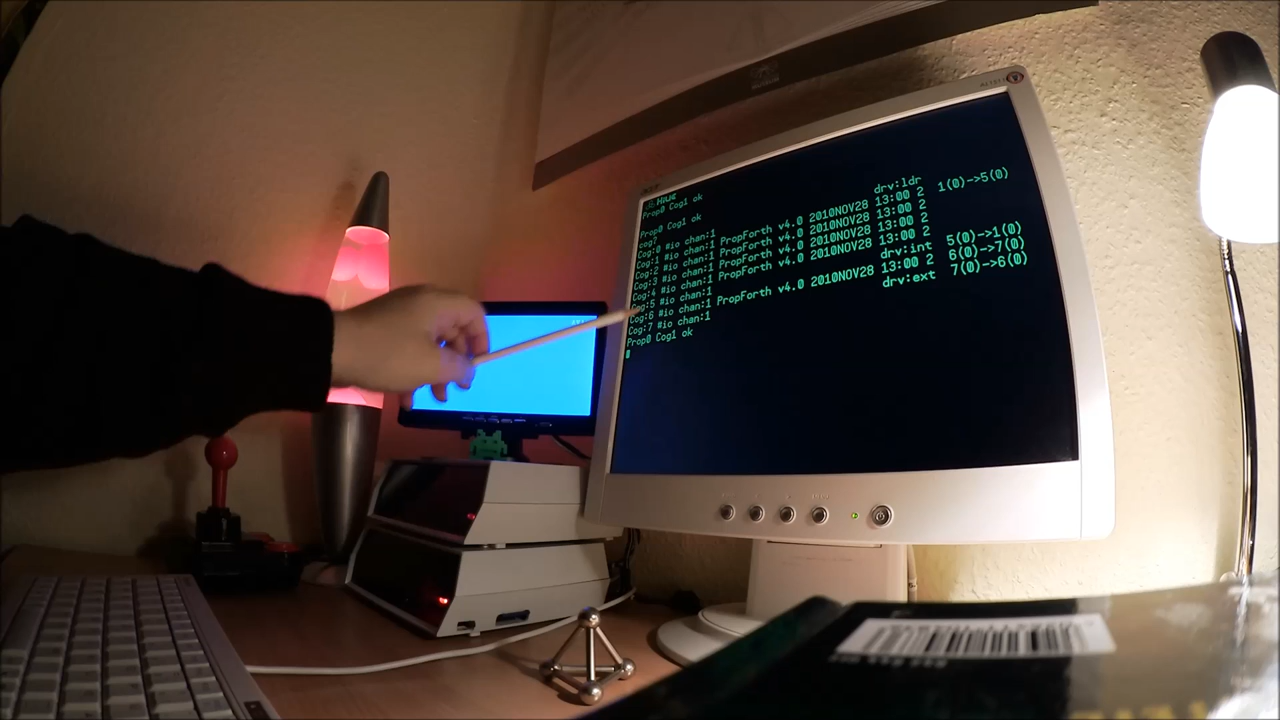 HiVE
Prop0 Cog1 ok
Prop0 Cog1 ok
cog?
Cog:0 #io chan:1 drv:ldr
Cog:1 #io chan:1 PropForth v4.0 2010NOV28 13:00 2 1(0)->5(0)
Cog:2 #io chan:1 PropForth v4.0 2010NOV28 13:00 2
Cog:3 #io chan:1 PropForth v4.0 2010NOV28 13:00 2
Cog:4 #io chan:1 PropForth v4.0 2010NOV28 13:00 2
Cog:5 #io chan:1 drv:int 5(0)->1(0)
Cog:6 #io chan:1 PropForth v4.0 2010NOV28 13:00 2 6(0)->7(0)
Cog:7 #io chan:1 drv:ext 7(0)->6(0)
Prop0 Cog1 ok